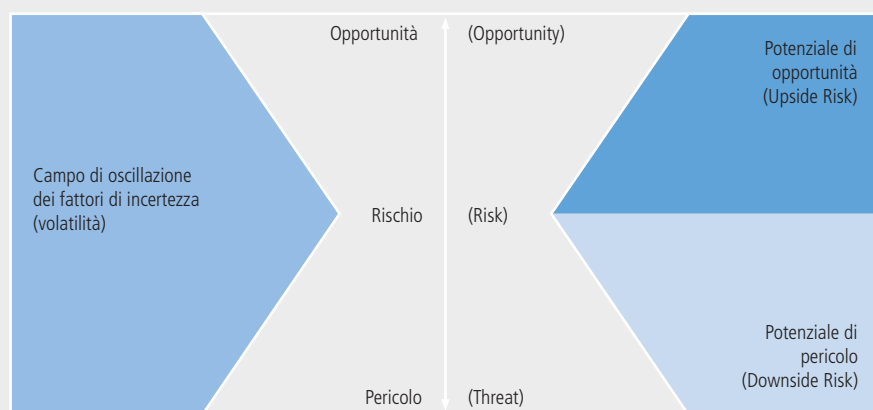 Opportunità (Opportunity)
Potenziale di
opportunità
(Upside Risk)
Campo di oscillazione
dei fattori di incertezza
(volatilità)
Rischio (Risk)
Potenziale di
pericolo
(Downside Risk)
Pericolo (Threat)